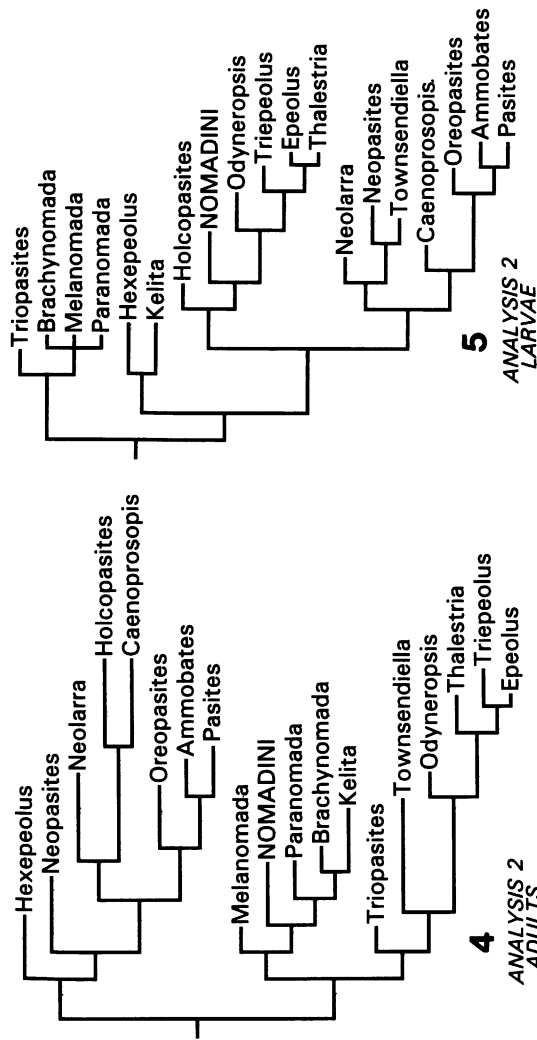 Hexepeolus
Neopasites
Neolarra
Holcopasites
Caenoprosopis
Oreopasites
Ammobates
Pasites
Melanomada
NOMADINI
Paranomada
Brachynomada
Kelita
Triopasites
Townsendiella
Odyneropsis
Thalestria
Triepeolus
Epeolus
4
ANALYSIS 2
ADULTS
Triopasites
Brachynomada
Melanomada
Paranomada
Hexepeolus
Kelita
Holcopasites
NOMADINI
Odyneropsis
Triepeolus
Epeolus
Thalestria
Neolarra
Neopasites
Townsendiella
Caenoprosopis.
Oreopasites
Ammobates
Pasites
5
ANALYSIS 2
LARVAE